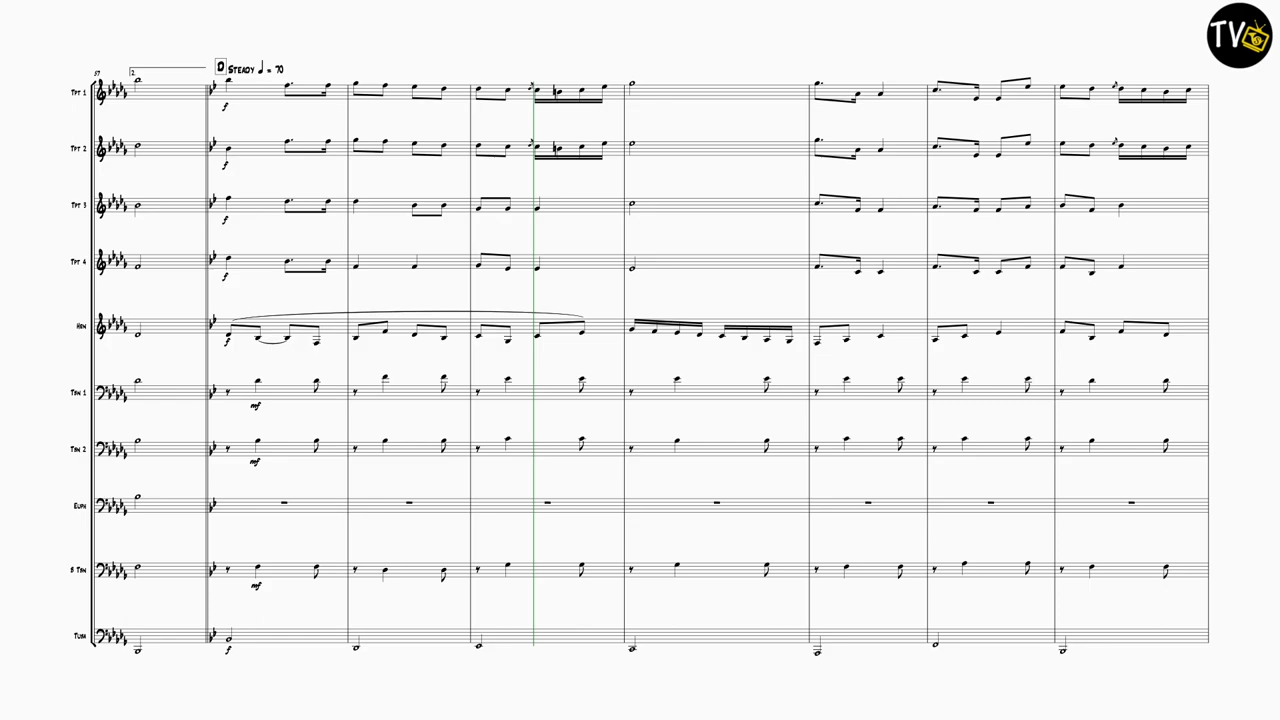 TV
57
2.
D STEADY ♩ = 70
TPT 1
f
TPT 2
f
TPT 3
f
TPT 4
f
HRN
f
TBN 1
mf
TBN 2
mf
EUPH
B TBN
mf
TUBA
f